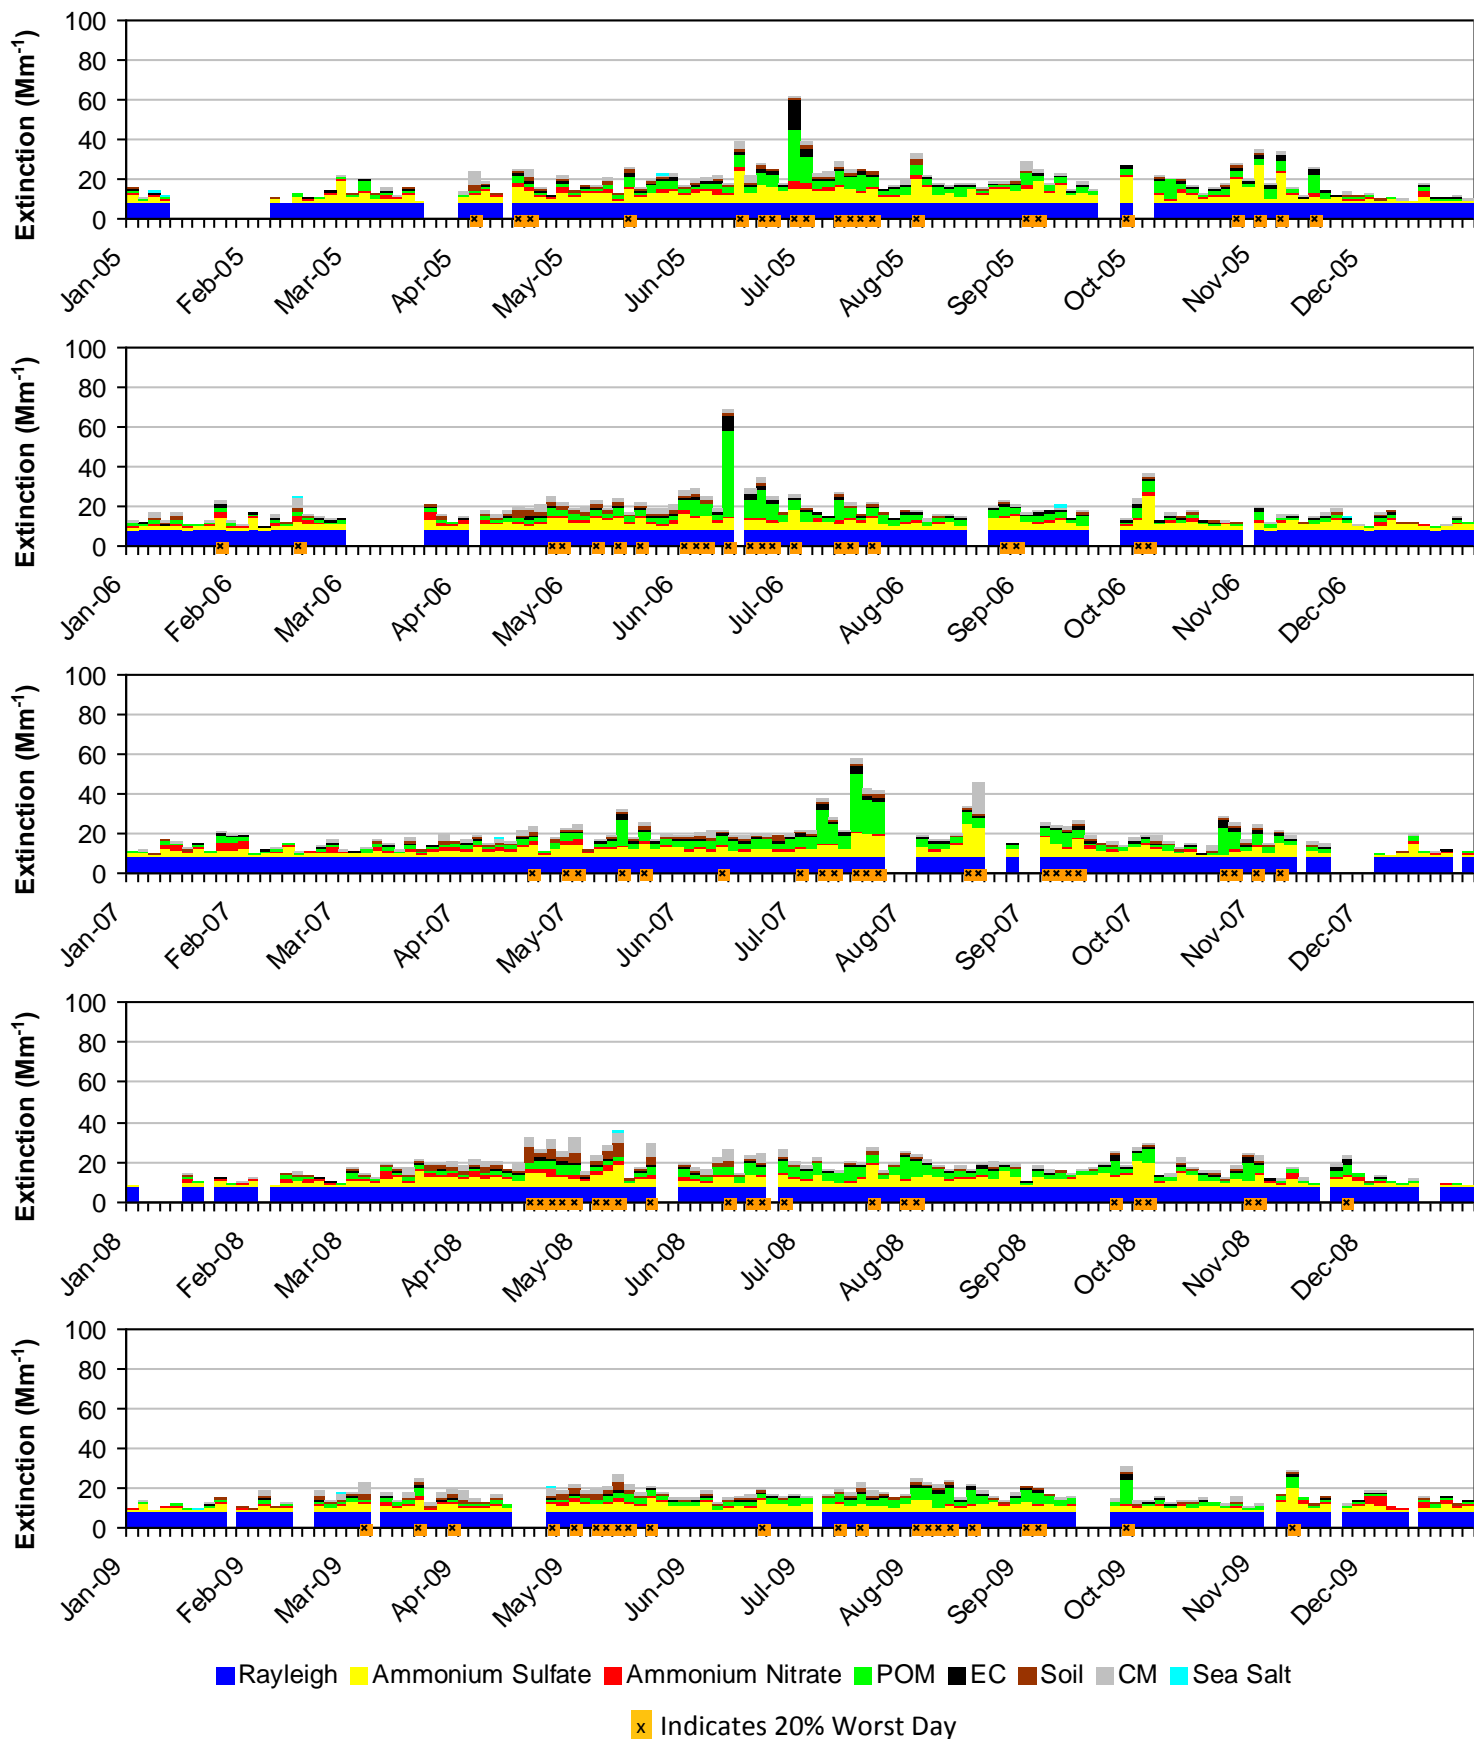 Extinction (Mm-1)
100
80
60
40
20
0
Jan-05 Feb-05 Mar-05 Apr-05 May-05 Jun-05 Jul-05 Aug-05 Sep-05 Oct-05 Nov-05 Dec-05
Extinction (Mm-1)
100
80
60
40
20
0
Jan-06 Feb-06 Mar-06 Apr-06 May-06 Jun-06 Jul-06 Aug-06 Sep-06 Oct-06 Nov-06 Dec-06
Extinction (Mm-1)
100
80
60
40
20
0
Jan-07 Feb-07 Mar-07 Apr-07 May-07 Jun-07 Jul-07 Aug-07 Sep-07 Oct-07 Nov-07 Dec-07
Extinction (Mm-1)
100
80
60
40
20
0
Jan-08 Feb-08 Mar-08 Apr-08 May-08 Jun-08 Jul-08 Aug-08 Sep-08 Oct-08 Nov-08 Dec-08
Extinction (Mm-1)
100
80
60
40
20
0
Jan-09 Feb-09 Mar-09 Apr-09 May-09 Jun-09 Jul-09 Aug-09 Sep-09 Oct-09 Nov-09 Dec-09
Rayleigh Ammonium Sulfate Ammonium Nitrate POM EC Soil CM Sea Salt
x Indicates 20% Worst Day